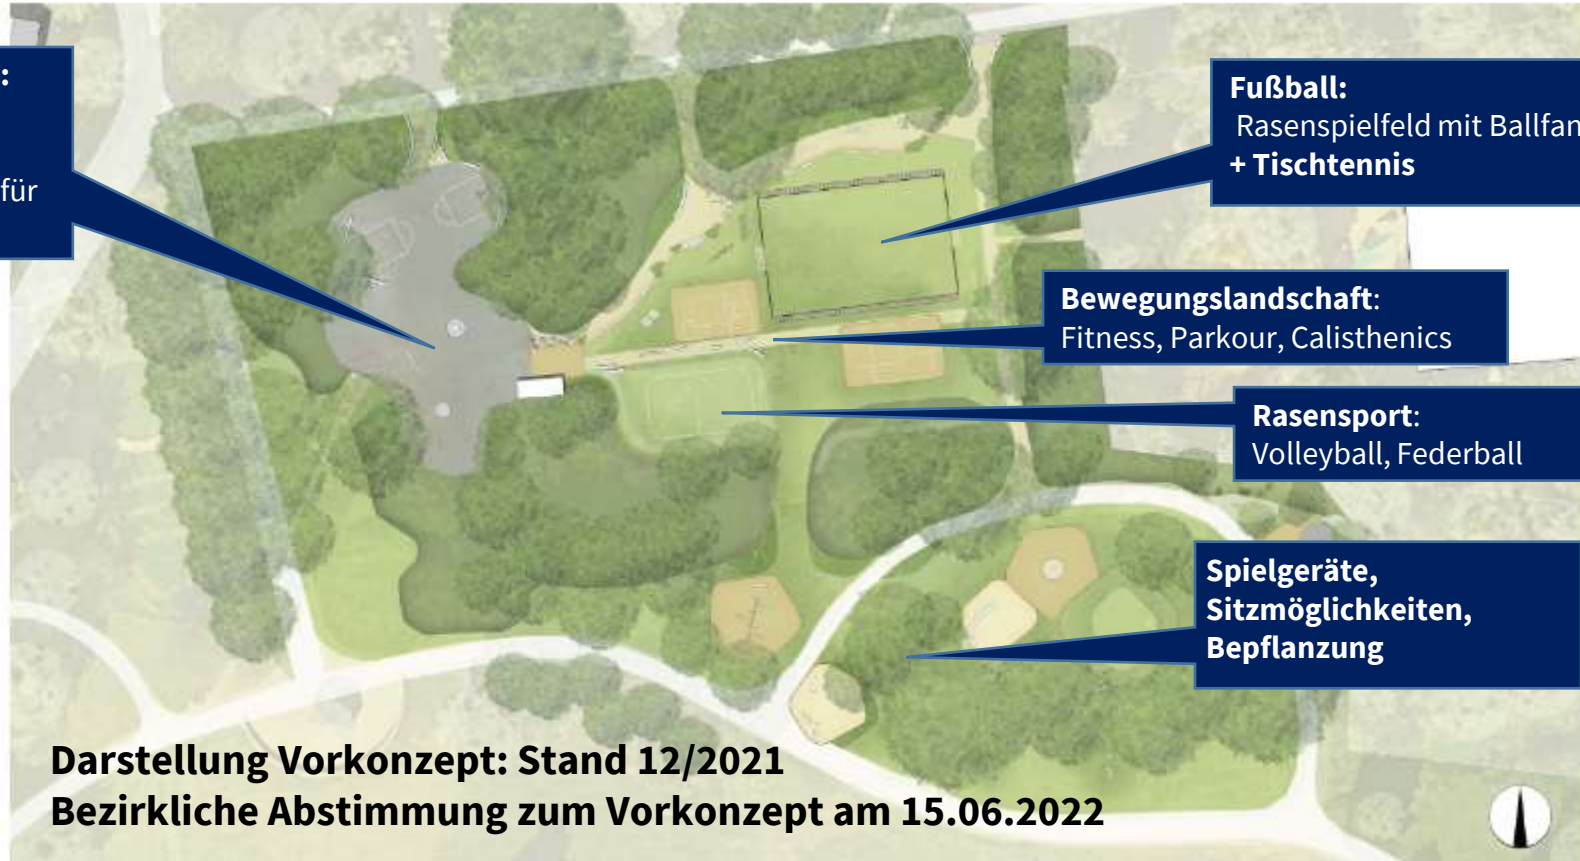 :
für
Fußball:
Rasenspielfeld mit Ballfan
+ Tischtennis
Bewegungslandschaft:
Fitness, Parkour, Calisthenics
Rasensport:
Volleyball, Federball
Spielgeräte,
Sitzmöglichkeiten,
Bepflanzung
Darstellung Vorkonzept: Stand 12/2021
Bezirkliche Abstimmung zum Vorkonzept am 15.06.2022